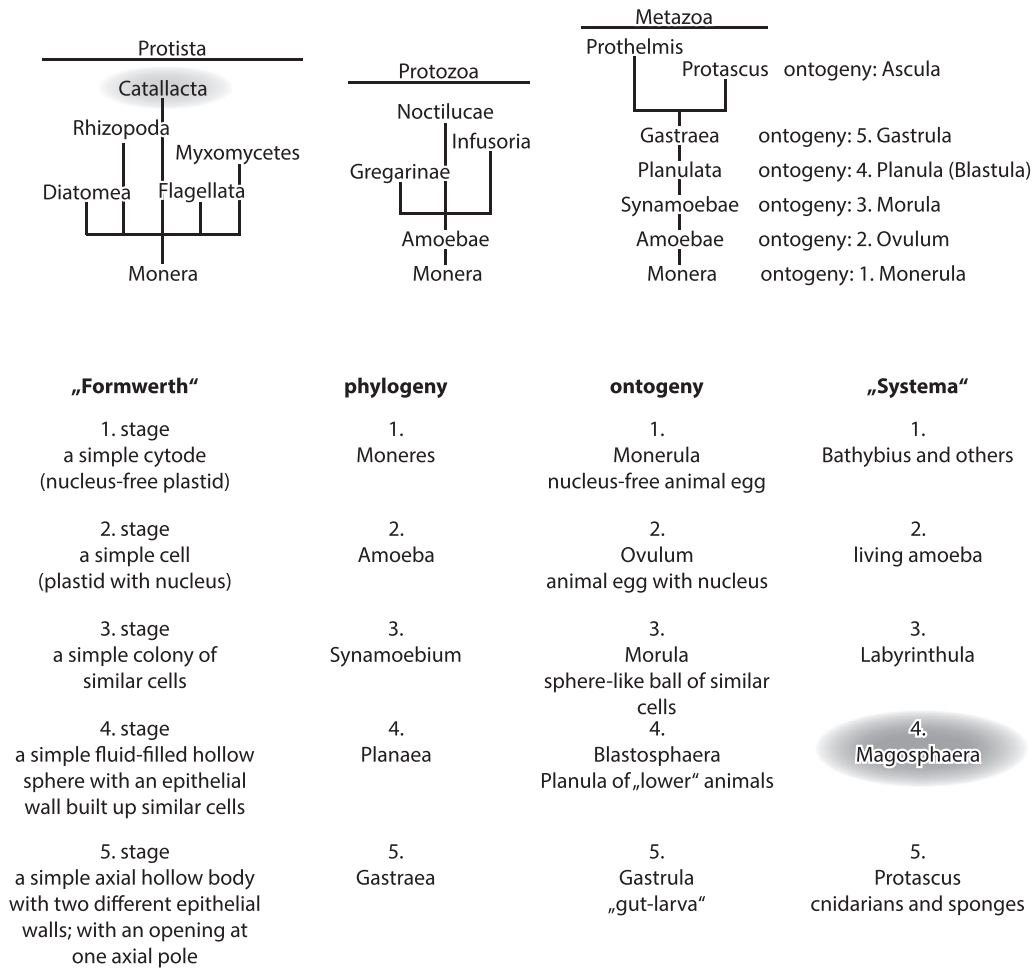 Protista
Catallacta
Rhizopoda
Myxomycetes
Diatomea
Flagellata
Monera
Protozoa
Noctilucae
Infusoria
Gregarinae
Amoebae
Monera
Metazoa
Prothelmis
Protascus ontogeny: Ascula
Gastraea ontogeny: 5. Gastrula
Planulata ontogeny: 4. Planula (Blastula)
Synamoebae ontogeny: 3. Morula
Amoebae ontogeny: 2. Ovulum
Monera ontogeny: 1. Monerula
„Formwerth“ phylogeny ontogeny „Systema“
1. stage
a simple cytode
(nucleus-free plastid)
1.
Moneres
1.
Monerula
nucleus-free animal egg
1.
Bathybius and others
2. stage
a simple cell
(plastid with nucleus)
2.
Amoeba
2.
Ovulum
animal egg with nucleus
2.
living amoeba
3. stage
a simple colony of
similar cells
3.
Synamoebium
3.
Morula
sphere-like ball of similar
cells
3.
Labyrinthula
4. stage
a simple fluid-filled hollow
sphere with an epithelial
wall built up similar cells
4.
Planaea
4.
Blastosphaera
Planula of „lower“ animals
4.
Magosphaera
5. stage
a simple axial hollow body
with two different epithelial
walls; with an opening at
one axial pole
5.
Gastraea
5.
Gastrula
„gut-larva“
5.
Protascus
cnidarians and sponges